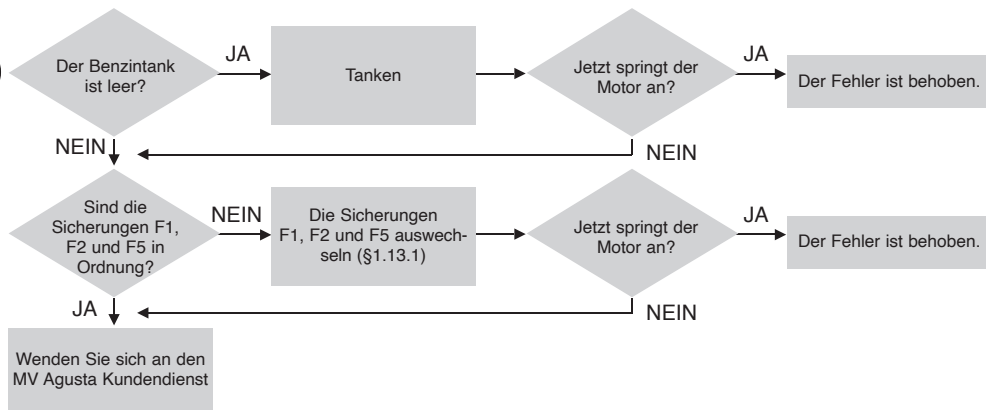 Der Benzintank
ist leer?
JA
Tanken
Jetzt springt der
Motor an?
JA
Der Fehler ist behoben.
NEIN
NEIN
Sind die
Sicherungen F1,
F2 und F5 in
Ordnung?
NEIN
Die Sicherungen
F1, F2 und F5 auswech-
seln (§1.13.1)
Jetzt springt der
Motor an?
JA
Der Fehler ist behoben.
JA
NEIN
Wenden Sie sich an den
MV Agusta Kundendienst